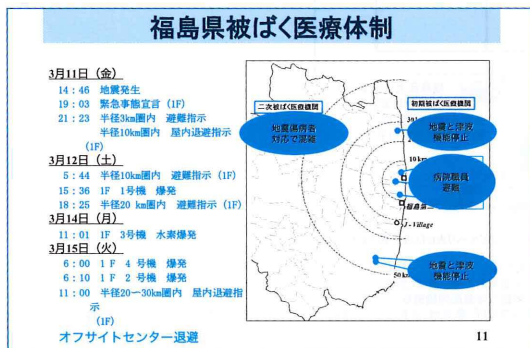 福島県被ばく医療体制
3月11日（金）
14：46 地震発生
19：03 緊急事態宣言（1F）
21：23 半径3km圏内 避難指示
半径10km圏内 屋内退避指示
（1F）
3月12日（土）
5：44 半径10km圏内 避難指示（1F）
15：36 1F 1号機 爆発
18：25 半径20 km圏内 避難指示（1F）
3月14日（月）
11：01 1F 3号機 水素爆発
3月15日（火）
6：00 1 F 4 号機 爆発
6：10 1 F 2 号機 爆発
11：00 半径20〜30km圏内 屋内退避指
示
（1F）
オフサイトセンター退避
二次被ばく医療機関
地震傷病者
対応で混雑
初期被ばく医療機関
地震と津波
機能停止
10 km
病院職員
避難
福島第
J - Village
地震と津波
機能停止
50 km
11